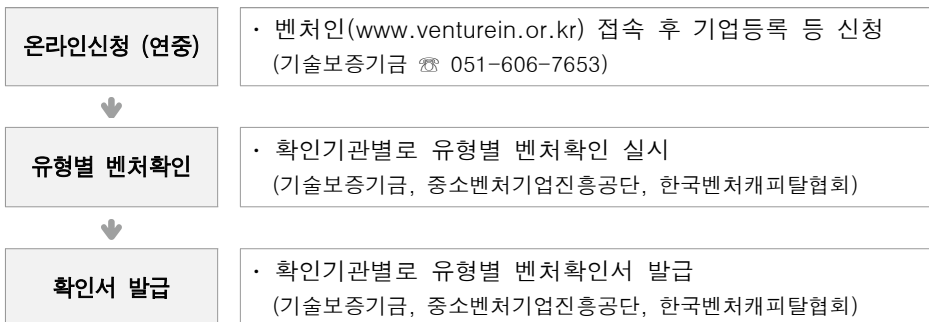 온라인신청 (연중)
· 벤처인(www.venturein.or.kr) 접속 후 기업등록 등 신청
(기술보증기금 ☏ 051-606-7653)
유형별 벤처확인
· 확인기관별로 유형별 벤처확인 실시
(기술보증기금, 중소벤처기업진흥공단, 한국벤처캐피탈협회)
확인서 발급
· 확인기관별로 유형별 벤처확인서 발급
(기술보증기금, 중소벤처기업진흥공단, 한국벤처캐피탈협회)